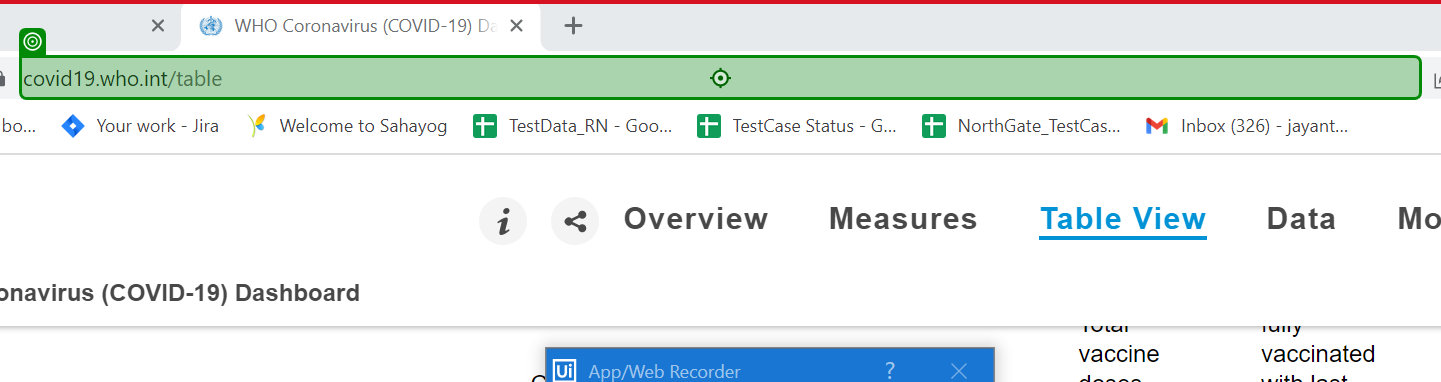 WHO Coronavirus (COVID-19) Da
covid19.who.int/table
bo... Your work - Jira Welcome to Sahayog TestData_RN - Goo... TestCase Status - G... NorthGate_TestCas... Inbox (326) - jayant...
i Overview Measures Table View Data Mo
onavirus (COVID-19) Dashboard
Total fully
vaccine vaccinated
doses with last
Ui App/Web Recorder ?